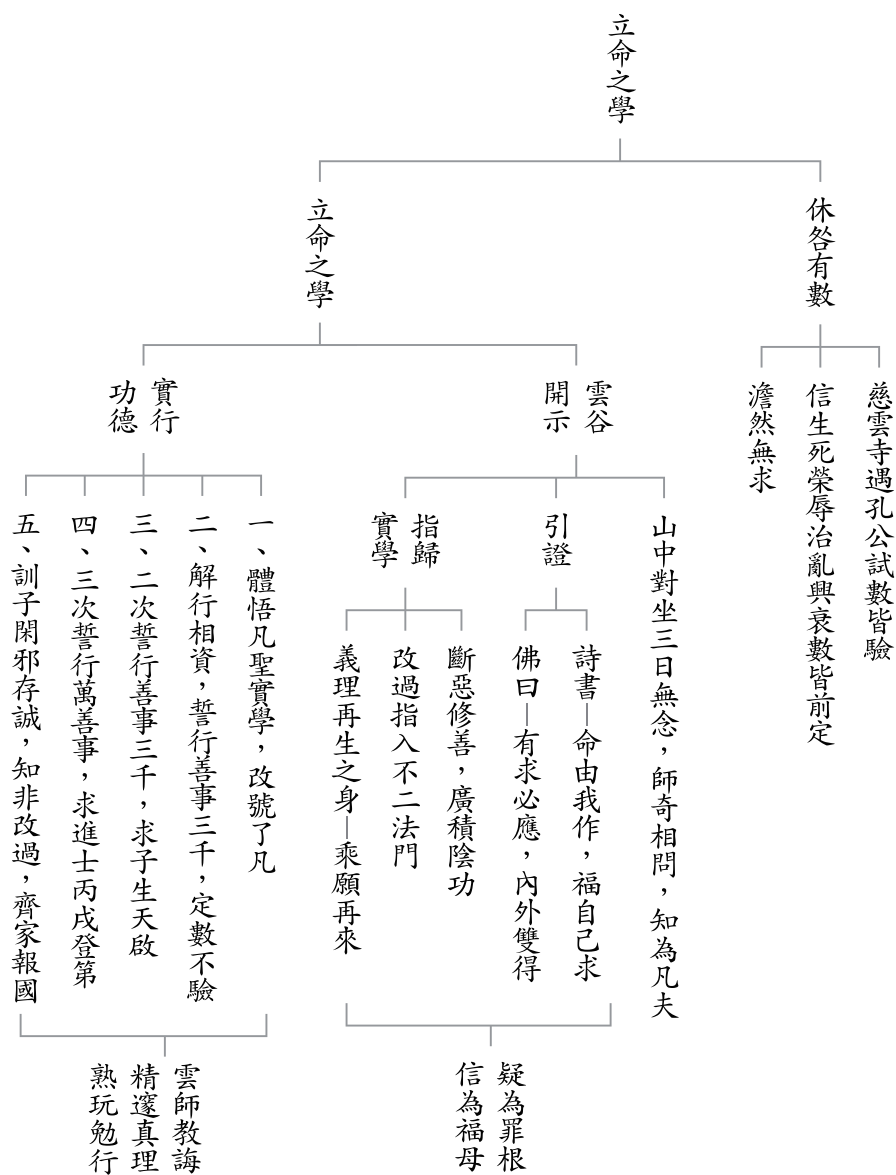 立命之學
休咎有數
慈雲寺遇孔公試數皆驗
信生死榮辱治亂興衰數皆前定
澹然無求
立命之學
雲谷
開示
山中對坐三日無念，師奇相問，知為凡夫
引證
詩書—命由我作，福自己求
佛曰—有求必應，內外雙得
指歸
實學
斷惡修善，廣積陰功
改過指入不二法門
義理再生之身—乘願再來
疑為罪根
信為福母
實行
功德
一、體悟凡聖實學，改號了凡
二、解行相資，誓行善事三千，定數不驗
三、二次誓行善事三千，求子生天啟
四、三次誓行萬善事，求進士丙戌登第
五、訓子閑邪存誠，知非改過，齊家報國
雲師教誨
精邃真理
熟玩勉行